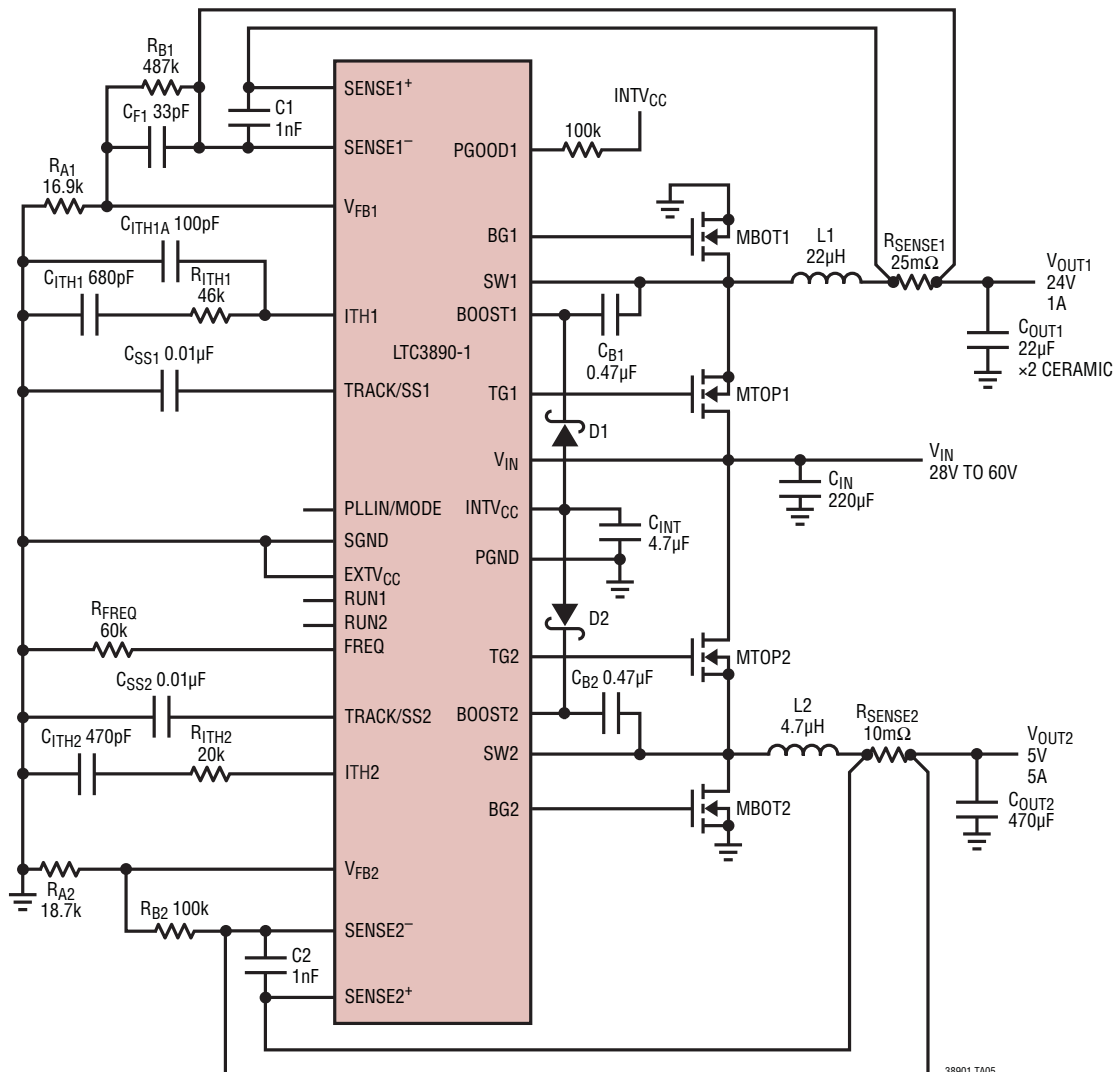 RB1
487k
CF1 33pF
RA1
16.9k
CITH1A 100pF
CITH1 680pF
RITH1
46k
CSS1 0.01µF
RFREQ
60k
CSS2 0.01µF
CITH2 470pF
RITH2
20k
RA2
18.7k
RB2 100k
C1
1nF
C2
1nF
SENSE1+
SENSE1−
VFB1
ITH1
LTC3890-1
TRACK/SS1
PLLIN/MODE
SGND
EXTVCC
RUN1
RUN2
FREQ
TRACK/SS2
ITH2
VFB2
SENSE2−
SENSE2+
PGOOD1
BG1
SW1
BOOST1
TG1
VIN
INTVCC
PGND
TG2
BOOST2
SW2
BG2
INTVCC
100k
MBOT1
L1
22µH
RSENSE1
25mΩ
VOUT1
24V
1A
COUT1
22µF
×2 CERAMIC
CB1
0.47µF
MTOP1
D1
VIN
28V TO 60V
CIN
220µF
CINT
4.7µF
D2
MTOP2
CB2 0.47µF
L2
4.7µH
RSENSE2
10mΩ
VOUT2
5V
5A
COUT2
470µF
MBOT2
38901 TA05